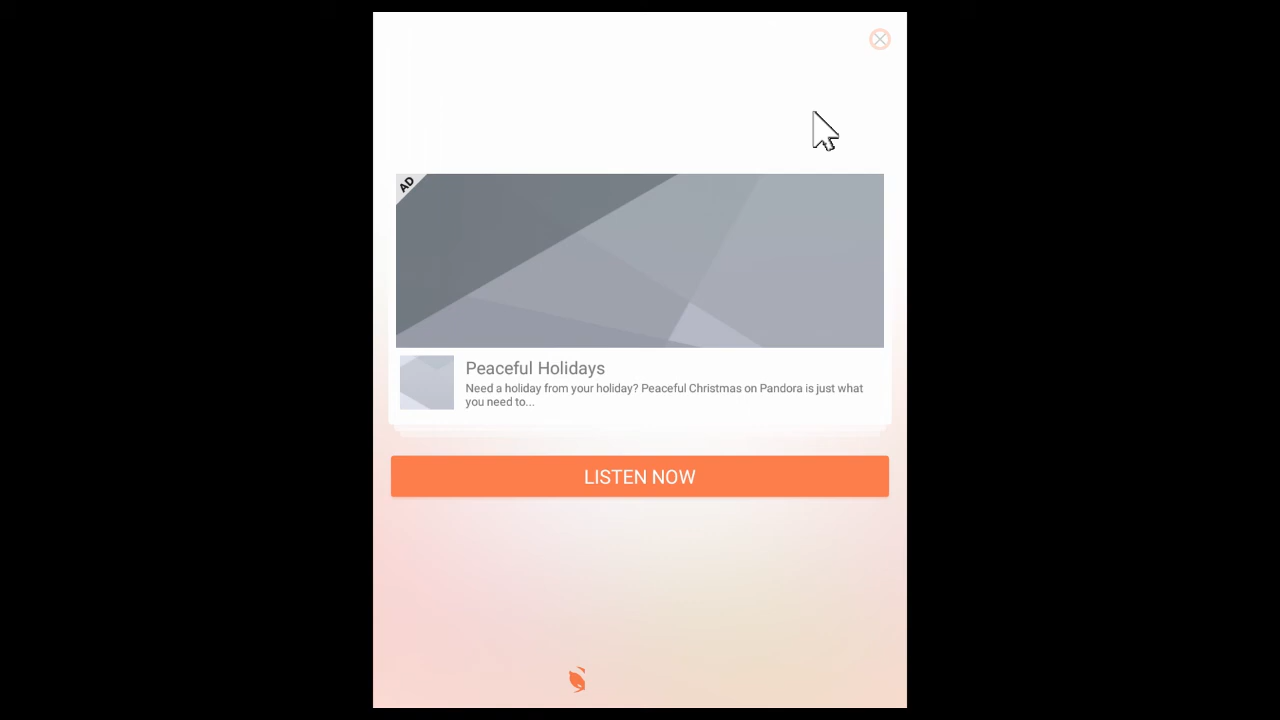 AD
Peaceful Holidays
Need a holiday from your holiday? Peaceful Christmas on Pandora is just what
you need to...
LISTEN NOW